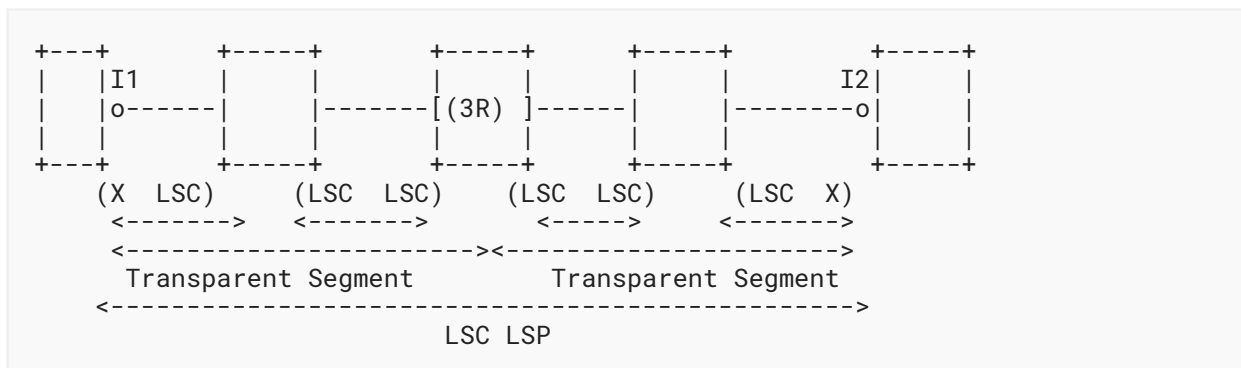 +---+        +-----+        +-----+       +-----+          +-----+
|   |I1      |     |        |     |       |     |        I2|     |
|   |o------|     |-------[(3R) ]------|     |--------o|     |
|   |        |     |        |     |       |     |          |     |
+---+        +-----+        +-----+       +-----+          +-----+
(X  LSC)     (LSC  LSC)    (LSC  LSC)     (LSC  X)
<------->   <------->       <----->     <-------->
<-----------------------><---------------------->
Transparent Segment         Transparent Segment
<-------------------------------------------------->
LSC LSP